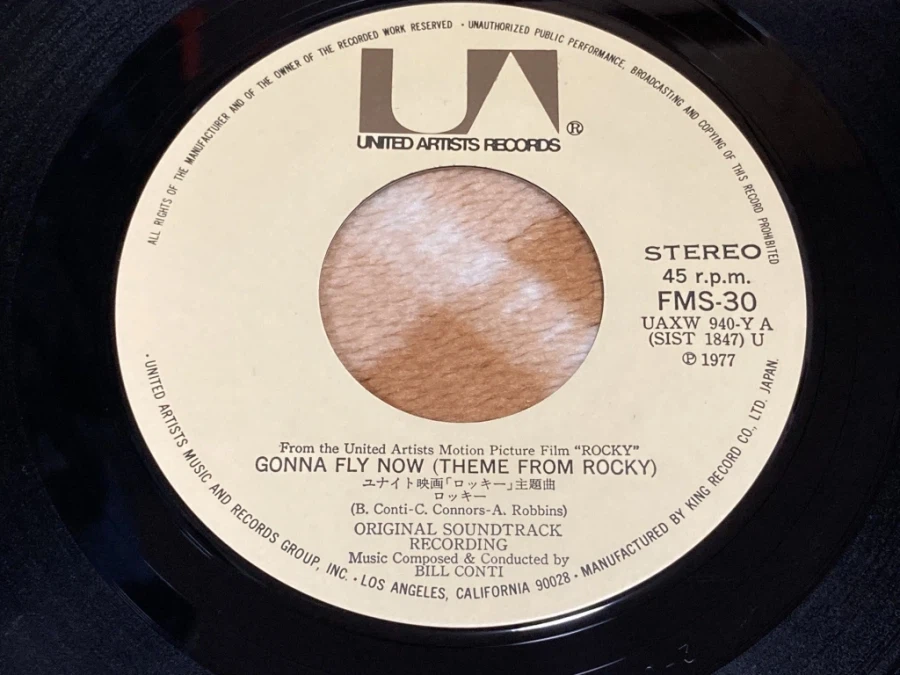 ALL RIGHTS OF THE MANUFACTURER AND OF THE OWNER OF THE RECORDED WORK RESERVED · UNAUTHORIZED PUBLIC PERFORMANCE, BROADCASTING AND COPYING OF THIS RECORD PROHIBITED
UA
UNITED ARTISTS RECORDS ®
STEREO
45 r.p.m.
FMS-30
UAXW 940-Y A
(SIST 1847) U
℗ 1977
From the United Artists Motion Picture Film "ROCKY"
GONNA FLY NOW (THEME FROM ROCKY)
ユナイト映画「ロッキー」主題曲
ロッキー
(B. Conti-C. Connors-A. Robbins)
ORIGINAL SOUNDTRACK
RECORDING
Music Composed & Conducted by
BILL CONTI
· UNITED ARTISTS MUSIC AND RECORDS GROUP, INC. · LOS ANGELES, CALIFORNIA 90028 · MANUFACTURED BY KING RECORD CO., LTD. JAPAN.